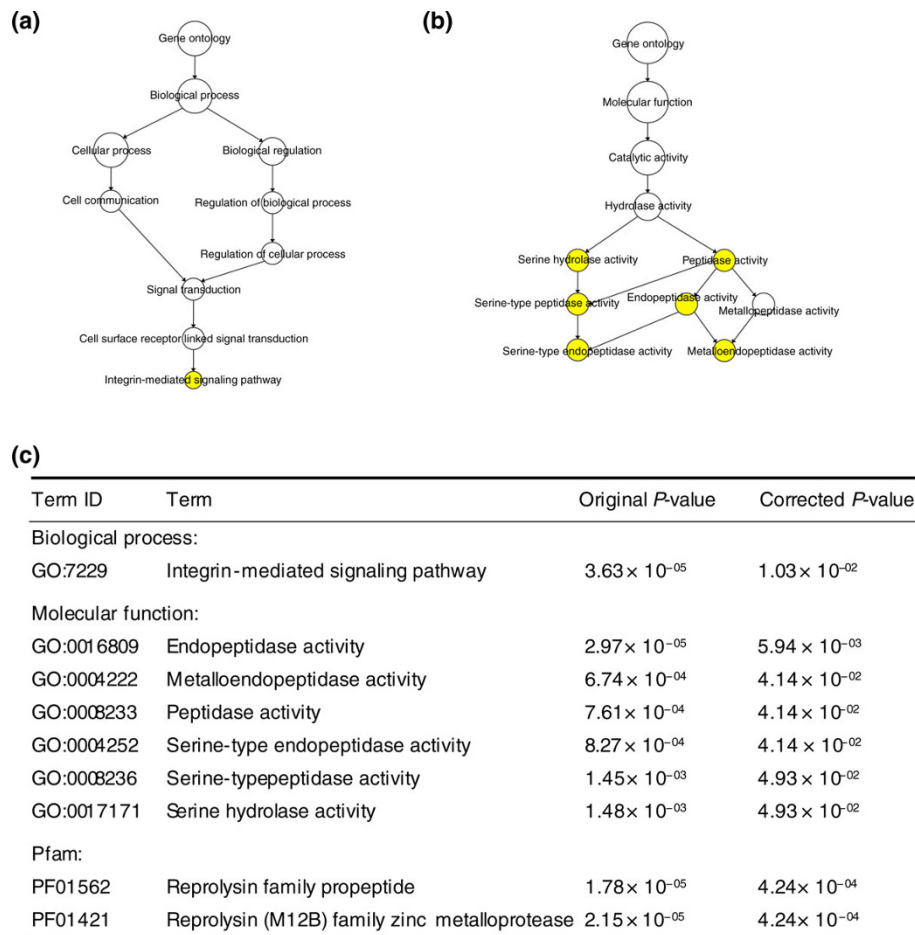 (a)
Gene ontology
Biological process
Cellular process
Biological regulation
Cell communication
Regulation of biological process
Regulation of cellular process
Signal transduction
Cell surface receptor linked signal transduction
Integrin-mediated signaling pathway
(b)
Gene ontology
Molecular function
Catalytic activity
Hydrolase activity
Serine hydrolase activity
Peptidase activity
Serine-type peptidase activity
Endopeptidase activity
Metallopeptidase activity
Serine-type endopeptidase activity
Metalloendopeptidase activity
(c)
Term ID Term Original P-value Corrected P-value
Biological process:
GO:7229 Integrin-mediated signaling pathway 3.63 × 10⁻⁰⁵ 1.03 × 10⁻⁰²
Molecular function:
GO:0016809 Endopeptidase activity 2.97 × 10⁻⁰⁵ 5.94 × 10⁻⁰³
GO:0004222 Metalloendopeptidase activity 6.74 × 10⁻⁰⁴ 4.14 × 10⁻⁰²
GO:0008233 Peptidase activity 7.61 × 10⁻⁰⁴ 4.14 × 10⁻⁰²
GO:0004252 Serine-type endopeptidase activity 8.27 × 10⁻⁰⁴ 4.14 × 10⁻⁰²
GO:0008236 Serine-typepeptidase activity 1.45 × 10⁻⁰³ 4.93 × 10⁻⁰²
GO:0017171 Serine hydrolase activity 1.48 × 10⁻⁰³ 4.93 × 10⁻⁰²
Pfam:
PF01562 Reprolysin family propeptide 1.78 × 10⁻⁰⁵ 4.24 × 10⁻⁰⁴
PF01421 Reprolysin (M12B) family zinc metalloprotease 2.15 × 10⁻⁰⁵ 4.24 × 10⁻⁰⁴